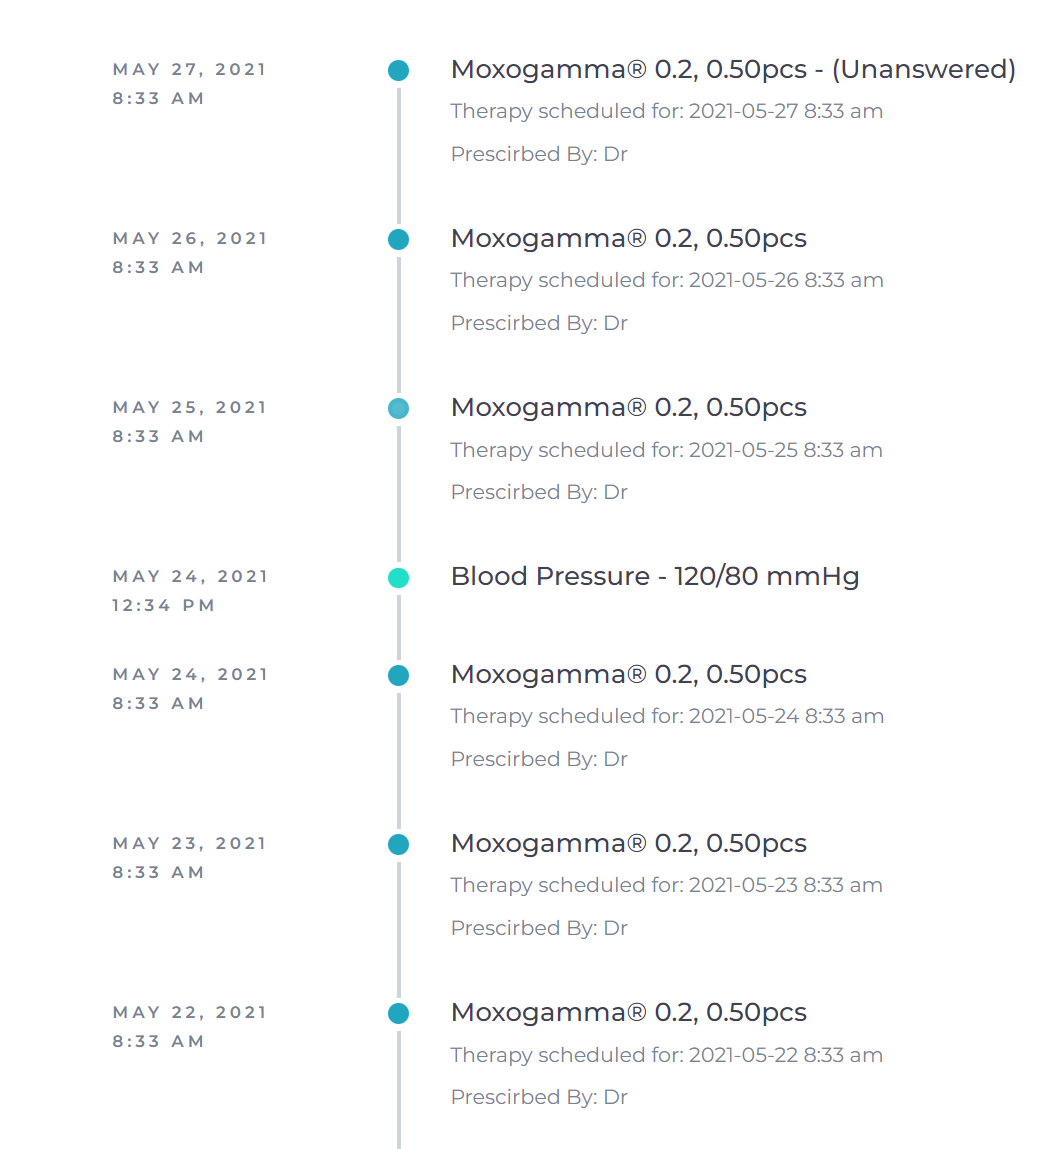 MAY 27, 2021
8:33 AM
Moxogamma® 0.2, 0.50pcs - (Unanswered)
Therapy scheduled for: 2021-05-27 8:33 am
Prescirbed By: Dr
MAY 26, 2021
8:33 AM
Moxogamma® 0.2, 0.50pcs
Therapy scheduled for: 2021-05-26 8:33 am
Prescirbed By: Dr
MAY 25, 2021
8:33 AM
Moxogamma® 0.2, 0.50pcs
Therapy scheduled for: 2021-05-25 8:33 am
Prescirbed By: Dr
MAY 24, 2021
12:34 PM
Blood Pressure - 120/80 mmHg
MAY 24, 2021
8:33 AM
Moxogamma® 0.2, 0.50pcs
Therapy scheduled for: 2021-05-24 8:33 am
Prescirbed By: Dr
MAY 23, 2021
8:33 AM
Moxogamma® 0.2, 0.50pcs
Therapy scheduled for: 2021-05-23 8:33 am
Prescirbed By: Dr
MAY 22, 2021
8:33 AM
Moxogamma® 0.2, 0.50pcs
Therapy scheduled for: 2021-05-22 8:33 am
Prescirbed By: Dr